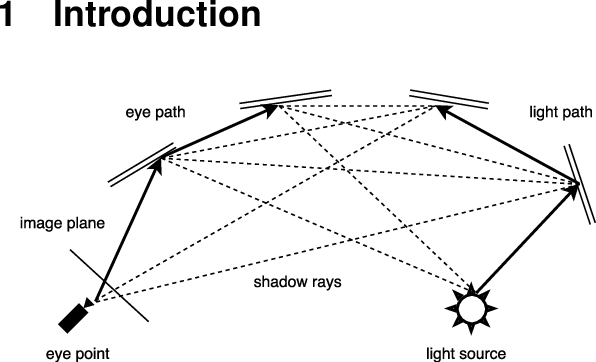 1 Introduction
eye path
light path
image plane
shadow rays
eye point
light source